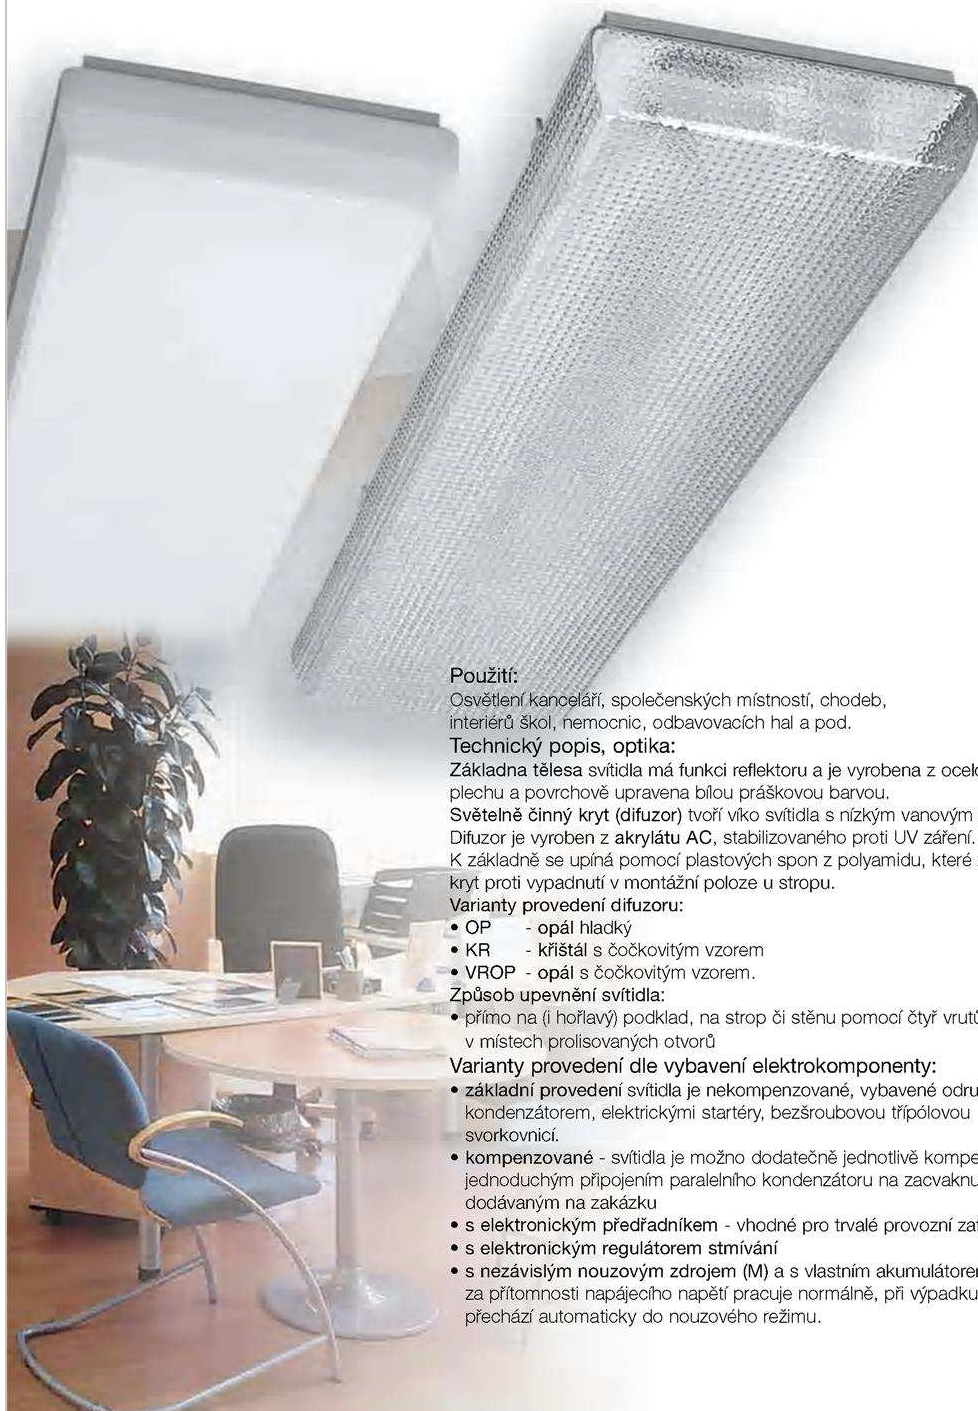 Použití:
Osvětlení kanceláří, společenských místností, chodeb,
interiérů škol, nemocnic, odbavovacích hal a pod.
Technický popis, optika:
Základna tělesa svítidla má funkci reflektoru a je vyrobena z ocelo
plechu a povrchově upravena bílou práškovou barvou.
Světelně činný kryt (difuzor) tvoří víko svítidla s nízkým vanovým
Difuzor je vyroben z akrylátu AC, stabilizovaného proti UV záření.
K základně se upíná pomocí plastových spon z polyamidu, které
kryt proti vypadnutí v montážní poloze u stropu.
Varianty provedení difuzoru:
• OP - opál hladký
• KR - křištál s čočkovitým vzorem
• VROP - opál s čočkovitým vzorem.
Způsob upevnění svítidla:
• přímo na (i hořlavý) podklad, na strop či stěnu pomocí čtyř vrutů
v místech prolisovaných otvorů
Varianty provedení dle vybavení elektrokomponenty:
• základní provedení svítidla je nekompenzované, vybavené odru
kondenzátorem, elektrickými startéry, bezšroubovou třípólovou
svorkovnicí.
• kompenzované - svítidla je možno dodatečně jednotlivě kompe
jednoduchým připojením paralelního kondenzátoru na zacvaknu
dodávaným na zakázku
• s elektronickým předřadníkem - vhodné pro trvalé provozní zat
• s elektronickým regulátorem stmívání
• s nezávislým nouzovým zdrojem (M) a s vlastním akumulátorem
za přítomnosti napájecího napětí pracuje normálně, při výpadku
přechází automaticky do nouzového režimu.